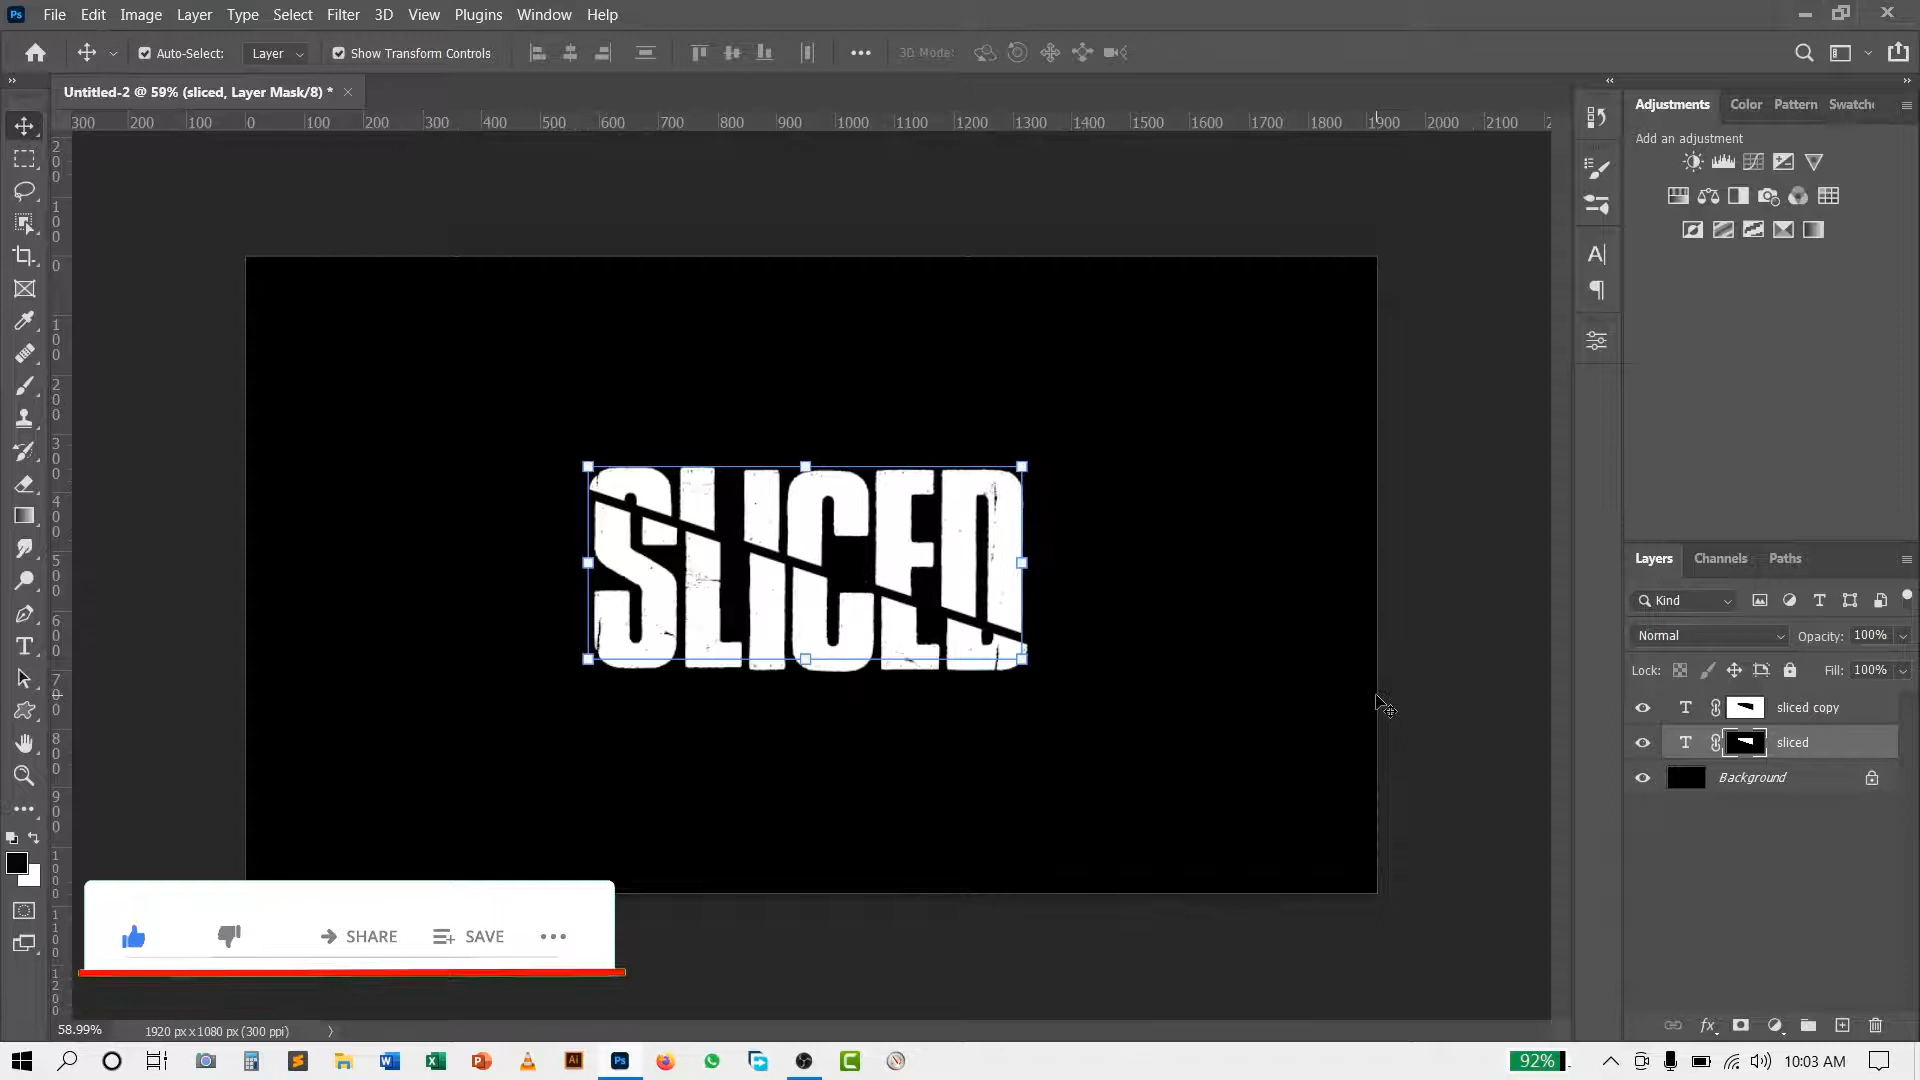 Ps File Edit Image Layer Type Select Filter 3D View Plugins Window Help
Auto-Select: Layer Show Transform Controls 3D Mode:
Untitled-2 @ 59% (sliced, Layer Mask/8) *
300 200 100 0 100 200 300 400 500 600 700 800 900 1000 1100 1200 1300 1400 1500 1600 1700 1800 1900 2000 2100
Adjustments Color Pattern Swatche
Add an adjustment
SLICED
Layers Channels Paths
Kind
Normal Opacity: 100%
Lock: Fill: 100%
sliced copy
sliced
Background
SHARE SAVE
58.99% 1920 px x 1080 px (300 ppi)
92% 10:03 AM